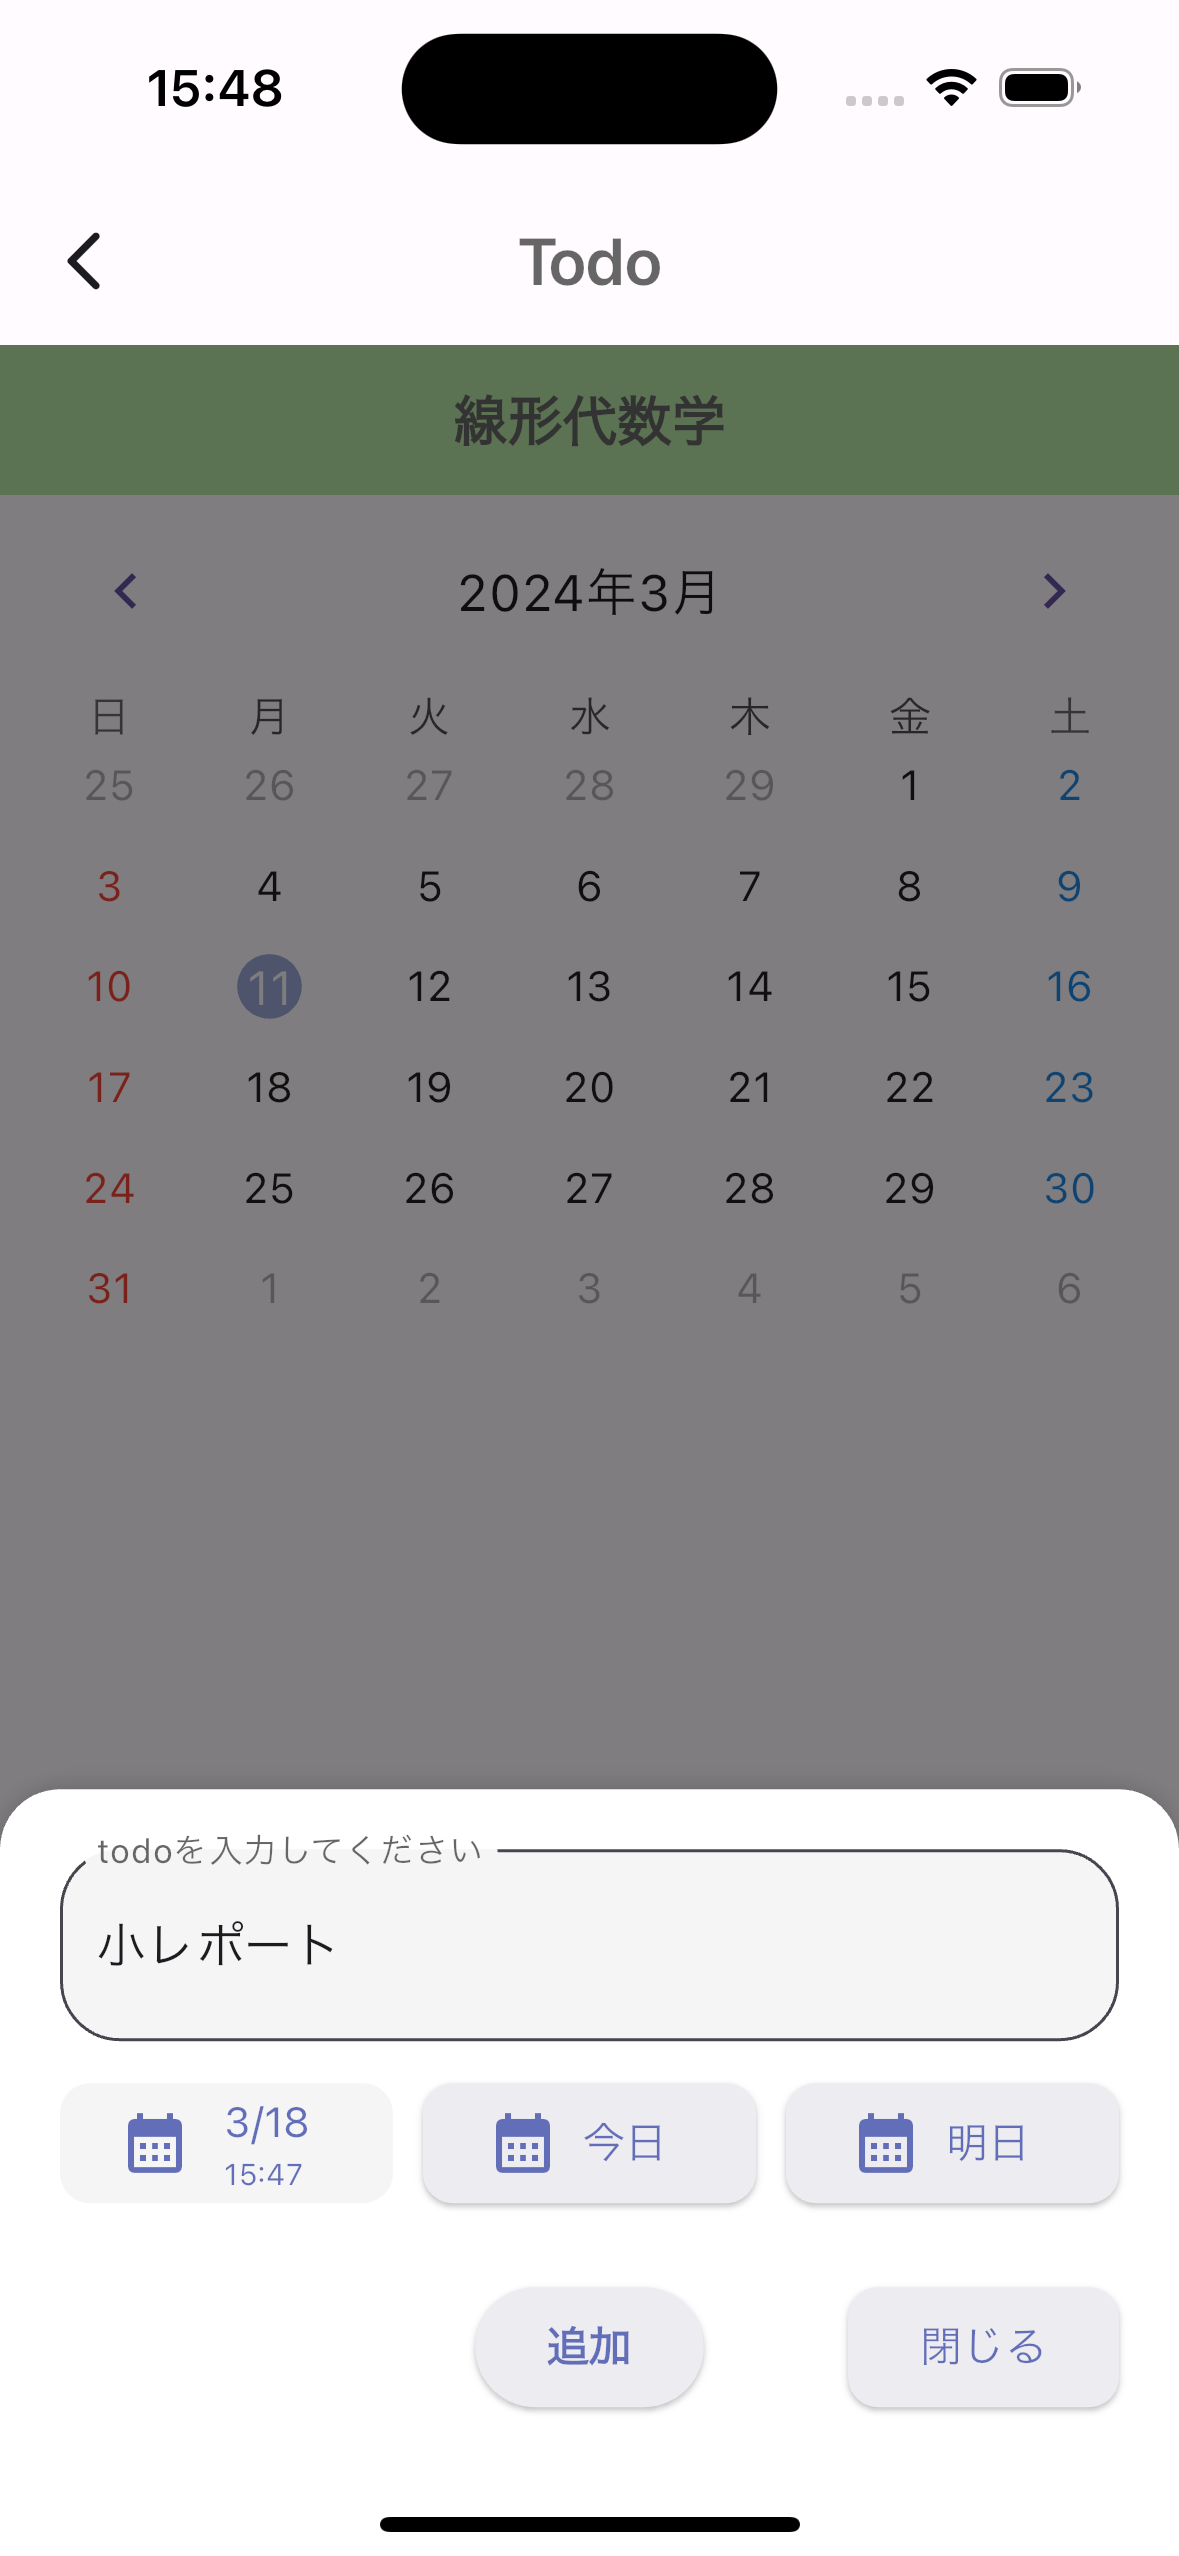 15:48
Todo
線形代数学
2024年3月
日 月 火 水 木 金 土
25 26 27 28 29 1 2
3 4 5 6 7 8 9
10 11 12 13 14 15 16
17 18 19 20 21 22 23
24 25 26 27 28 29 30
31 1 2 3 4 5 6
todoを入力してください
小レポート
3/18
15:47
今日
明日
追加
閉じる